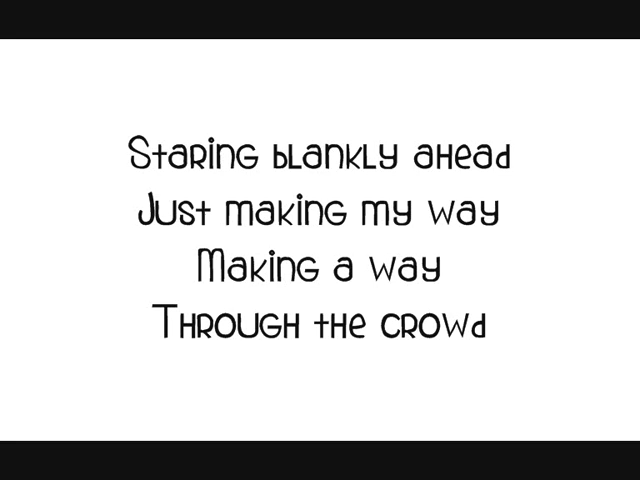 Staring blankly ahead
Just making my way
Making a way
Through the crowd